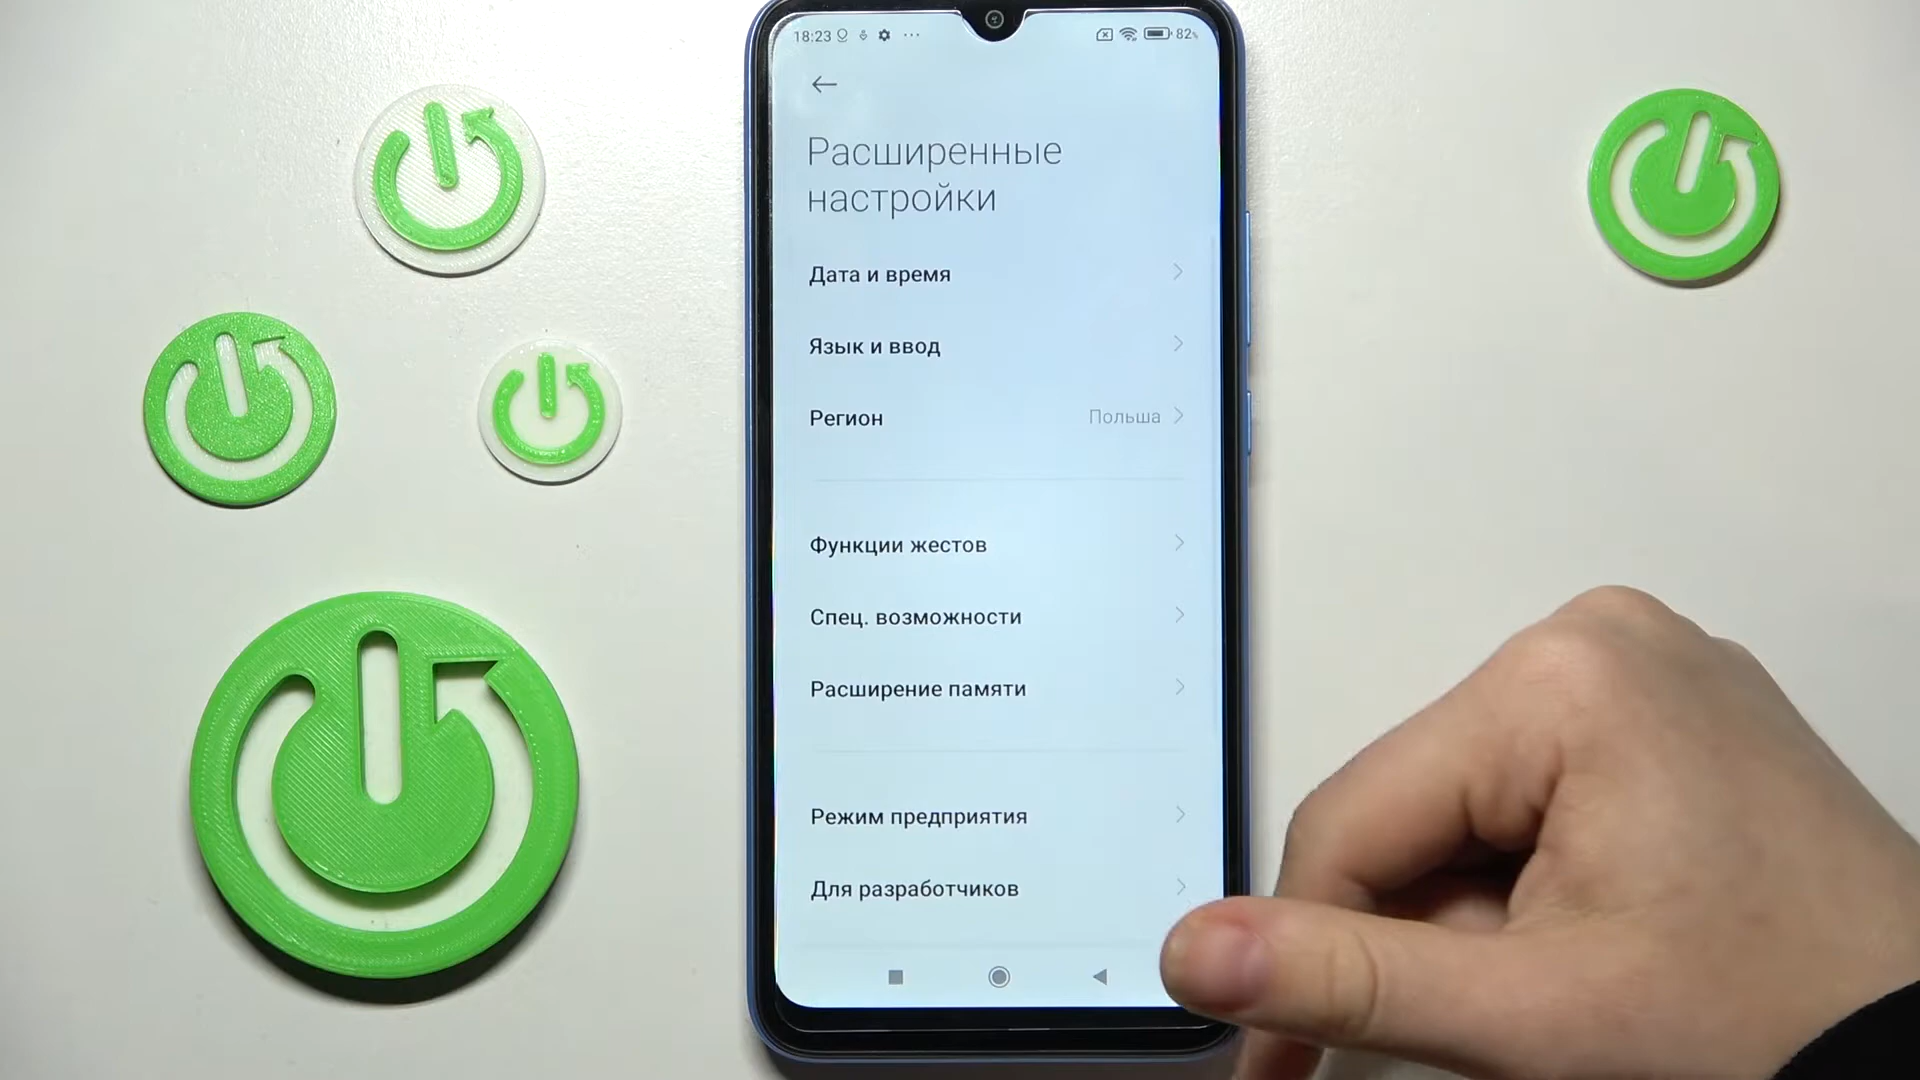 18:23
82%
Расширенные
настройки
Дата и время
Язык и ввод
Регион Польша
Функции жестов
Спец. возможности
Расширение памяти
Режим предприятия
Для разработчиков